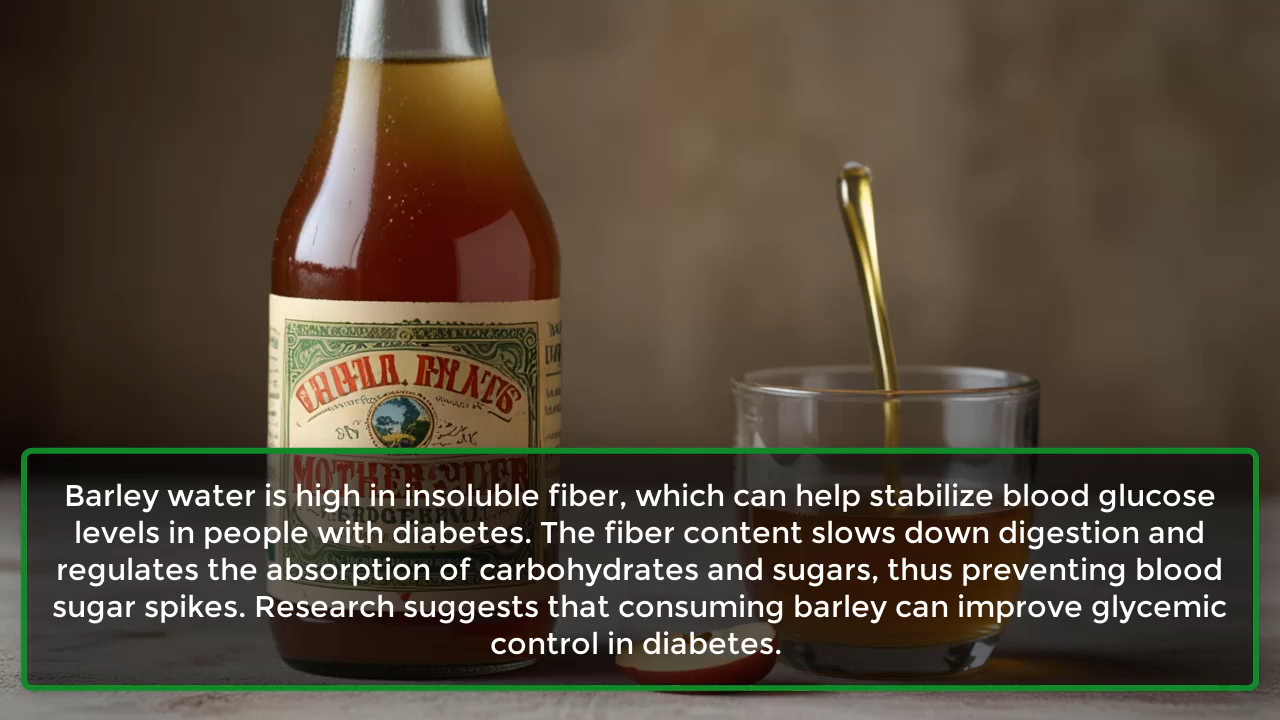 Barley water is high in insoluble fiber, which can help stabilize blood glucose
levels in people with diabetes. The fiber content slows down digestion and
regulates the absorption of carbohydrates and sugars, thus preventing blood
sugar spikes. Research suggests that consuming barley can improve glycemic
control in diabetes.